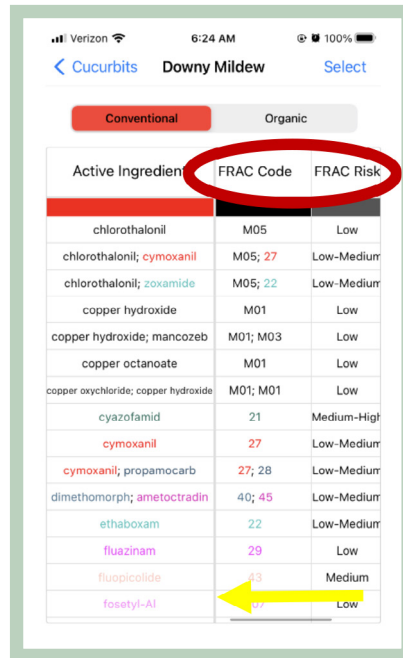 Verizon 6:24 AM 100%
Cucurbits Downy Mildew Select
Conventional Organic
Active Ingredient FRAC Code FRAC Risk
chlorothalonil M05 Low
chlorothalonil; cymoxanil M05; 27 Low-Medium
chlorothalonil; zoxamide M05; 22 Low-Medium
copper hydroxide M01 Low
copper hydroxide; mancozeb M01; M03 Low
copper octanoate M01 Low
copper oxychloride; copper hydroxide M01; M01 Low
cyazofamid 21 Medium-High
cymoxanil 27 Low-Medium
cymoxanil; propamocarb 27; 28 Low-Medium
dimethomorph; ametoctradin 40; 45 Low-Medium
ethaboxam 22 Low-Medium
fluazinam 29 Low
fluopicolide 43 Medium
fosetyl-Al Low